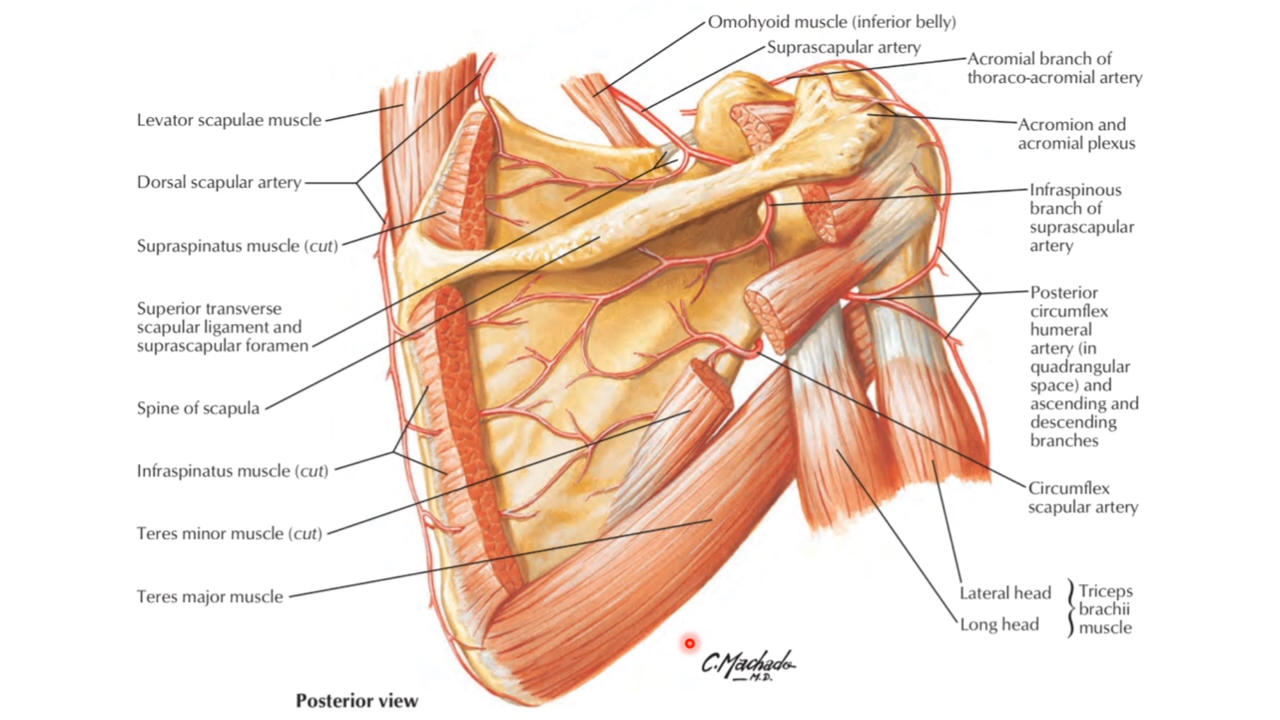 Omohyoid muscle (inferior belly)
Suprascapular artery
Acromial branch of
thoraco-acromial artery
Levator scapulae muscle
Acromion and
acromial plexus
Dorsal scapular artery
Infraspinous
branch of
suprascapular
artery
Supraspinatus muscle (cut)
Superior transverse
scapular ligament and
suprascapular foramen
Posterior
circumflex
humeral
artery (in
quadrangular
space) and
ascending and
descending
branches
Spine of scapula
Infraspinatus muscle (cut)
Circumflex
scapular artery
Teres minor muscle (cut)
Teres major muscle
Lateral head
Long head
Triceps
brachii
muscle
C.Machado
M.D.
Posterior view